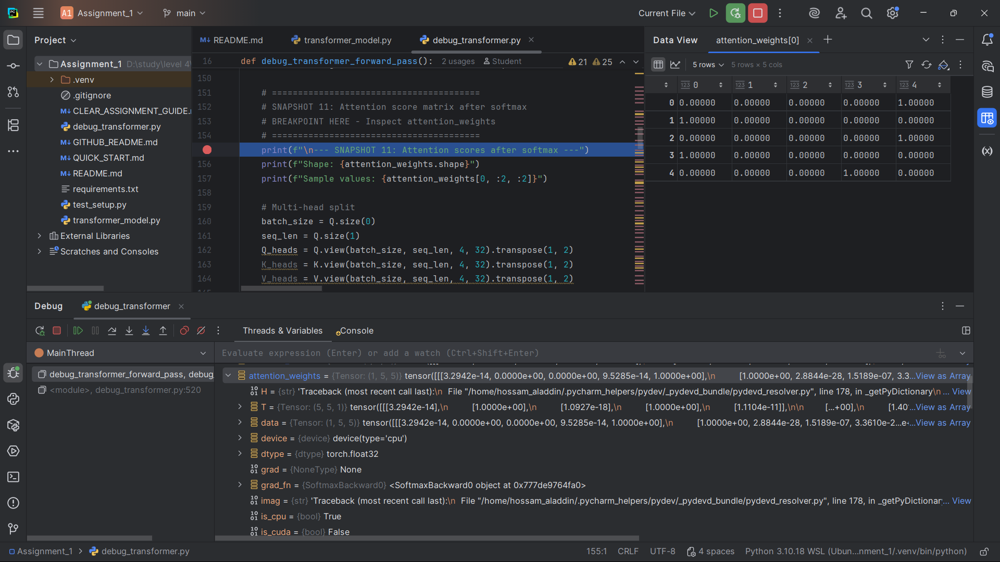 A1 Assignment_1 main Current File
Project
Assignment_1 D:\study\level 4\
.venv
.gitignore
CLEAR_ASSIGNMENT_GUIDE.
debug_transformer.py
GITHUB_README.md
QUICK_START.md
README.md
requirements.txt
test_setup.py
transformer_model.py
External Libraries
Scratches and Consoles
README.md transformer_model.py debug_transformer.py
16 def debug_transformer_forward_pass(): 2 usages Student 21 25
150
151 # ========================================
152 # SNAPSHOT 11: Attention score matrix after softmax
153 # BREAKPOINT HERE - Inspect attention_weights
154 # ========================================
print(f"\n--- SNAPSHOT 11: Attention scores after softmax ---")
156 print(f"Shape: {attention_weights.shape}")
157 print(f"Sample values: {attention_weights[0, :2, :2]}")
158
159 # Multi-head split
160 batch_size = Q.size(0)
161 seq_len = Q.size(1)
162 Q_heads = Q.view(batch_size, seq_len, 4, 32).transpose(1, 2)
163 K_heads = K.view(batch_size, seq_len, 4, 32).transpose(1, 2)
164 V_heads = V.view(batch_size, seq_len, 4, 32).transpose(1, 2)
Data View attention_weights[0]
5 rows 5 rows × 5 cols
123 0 123 1 123 2 123 3 123 4
0 0.00000 0.00000 0.00000 0.00000 1.00000
1 1.00000 0.00000 0.00000 0.00000 0.00000
2 0.00000 0.00000 0.00000 0.00000 1.00000
3 1.00000 0.00000 0.00000 0.00000 0.00000
4 0.00000 0.00000 0.00000 1.00000 0.00000
Debug debug_transformer
Threads & Variables Console
MainThread
debug_transformer_forward_pass, debug_
<module>, debug_transformer.py:520
Evaluate expression (Enter) or add a watch (Ctrl+Shift+Enter)
attention_weights = {Tensor: (1, 5, 5)} tensor([[[3.2942e-14, 0.0000e+00, 0.0000e+00, 9.5285e-14, 1.0000e+00],\n [1.0000e+00, 2.8844e-28, 1.5189e-07, 3.3...View as Array
H = {str} 'Traceback (most recent call last):\n File "/home/hossam_aladdin/.pycharm_helpers/pydev/_pydevd_bundle/pydevd_resolver.py", line 178, in _getPyDictionary\n ... View
T = {Tensor: (5, 5, 1)} tensor([[[3.2942e-14],\n [1.0000e+00],\n [1.0927e-18],\n [1.0000e+00],\n [1.1104e-11]],\n\n [...+00],\n [1.40...View as Array
data = {Tensor: (1, 5, 5)} tensor([[[3.2942e-14, 0.0000e+00, 0.0000e+00, 9.5285e-14, 1.0000e+00],\n [1.0000e+00, 2.8844e-28, 1.5189e-07, 3.3610e-2...e+...View as Array
device = {device} device(type='cpu')
dtype = {dtype} torch.float32
grad = {NoneType} None
grad_fn = {SoftmaxBackward0} <SoftmaxBackward0 object at 0x777de9764fa0>
imag = {str} 'Traceback (most recent call last):\n File "/home/hossam_aladdin/.pycharm_helpers/pydev/_pydevd_bundle/pydevd_resolver.py", line 178, in _getPyDictionar... View
is_cpu = {bool} True
is_cuda = {bool} False
Assignment_1 > debug_transformer.py 155:1 CRLF UTF-8 4 spaces Python 3.10.18 WSL (Ubun...nment_1/.venv/bin/python)